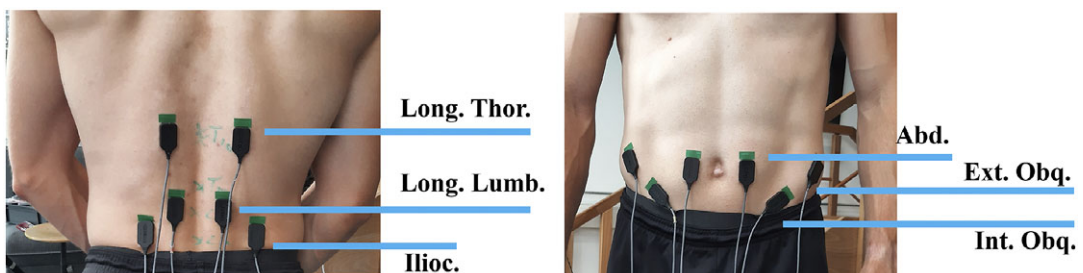 Long. Thor.
Long. Lumb.
Ilioc.
Abd.
Ext. Obq.
Int. Obq.